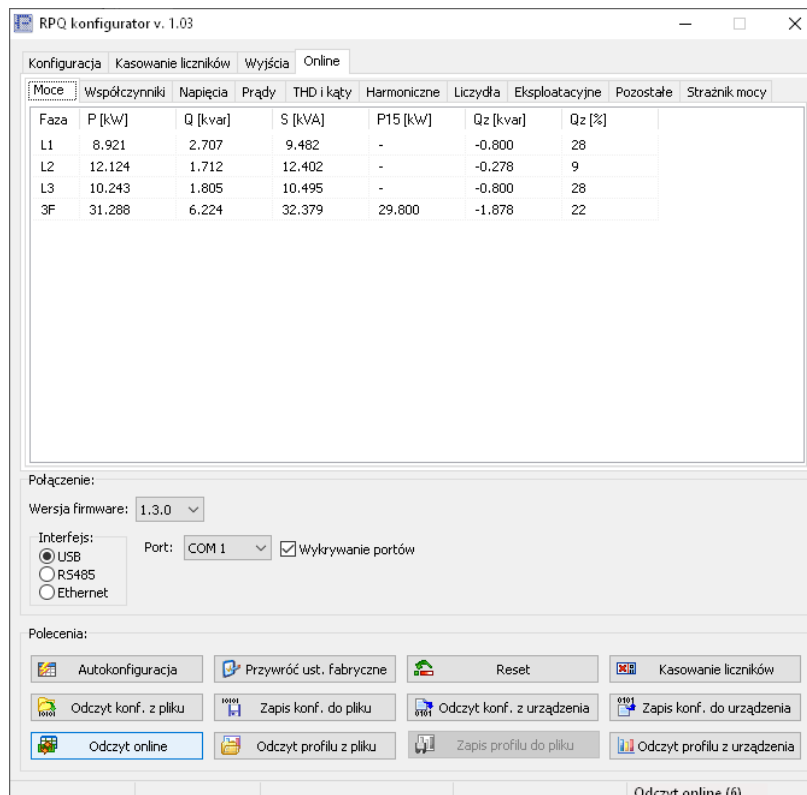 RPQ konfigurator v. 1.03
Konfiguracja Kasowanie liczników Wyjścia Online
Moce Współczynniki Napięcia Prądy THD i kąty Harmoniczne Liczydła Eksploatacyjne Pozostałe Strażnik mocy
Faza P [kW] Q [kvar] S [kVA] P15 [kW] Qz [kvar] Qz [%]
L1 8.921 2.707 9.482 - -0.800 28
L2 12.124 1.712 12.402 - -0.278 9
L3 10.243 1.805 10.495 - -0.800 28
3F 31.288 6.224 32.379 29.800 -1.878 22
Połączenie:
Wersja firmware: 1.3.0
Interfejs:
Port: COM 1 Wykrywanie portów
USB
RS485
Ethernet
Polecenia:
Autokonfiguracja Przywróć ust. fabryczne Reset Kasowanie liczników
Odczyt konf. z pliku Zapis konf. do pliku Odczyt konf. z urządzenia Zapis konf. do urządzenia
Odczyt online Odczyt profilu z pliku Zapis profilu do pliku Odczyt profilu z urządzenia
Odczyt online (6)